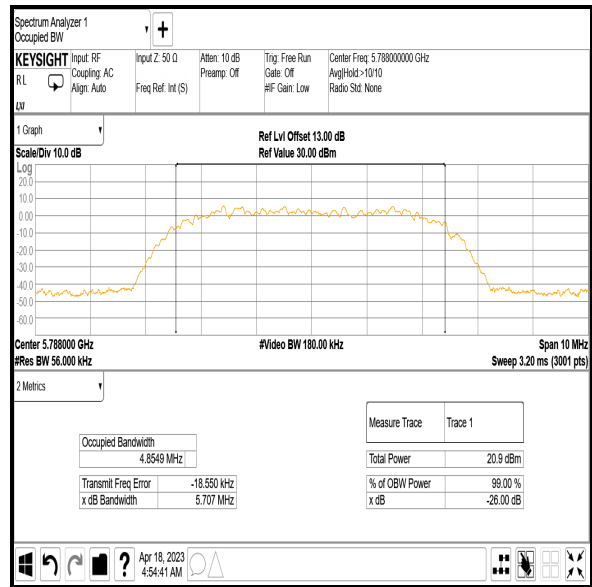 Spectrum Analyzer 1
Occupied BW
KEYSIGHT
Input: RF
Coupling: AC
Align: Auto
Input Z: 50 Ω
Freq Ref: Int (S)
Atten: 10 dB
Preamp: Off
Trig: Free Run
Gate: Off
#IF Gain: Low
Center Freq: 5.788000000 GHz
Avg|Hold:>10/10
Radio Std: None
RL
LXI
1 Graph
Ref Lvl Offset 13.00 dB
Scale/Div 10.0 dB
Ref Value 30.00 dBm
Log
20.0
10.0
0.00
-10.0
-20.0
-30.0
-40.0
-50.0
-60.0
Center 5.788000 GHz
#Video BW 180.00 kHz
Span 10 MHz
#Res BW 56.000 kHz
Sweep 3.20 ms (3001 pts)
2 Metrics
Measure Trace Trace 1
Occupied Bandwidth
4.8549 MHz
Total Power 20.9 dBm
Transmit Freq Error -18.550 kHz
% of OBW Power 99.00 %
x dB Bandwidth 5.707 MHz
x dB -26.00 dB
?
Apr 18, 2023
4:54:41 AM